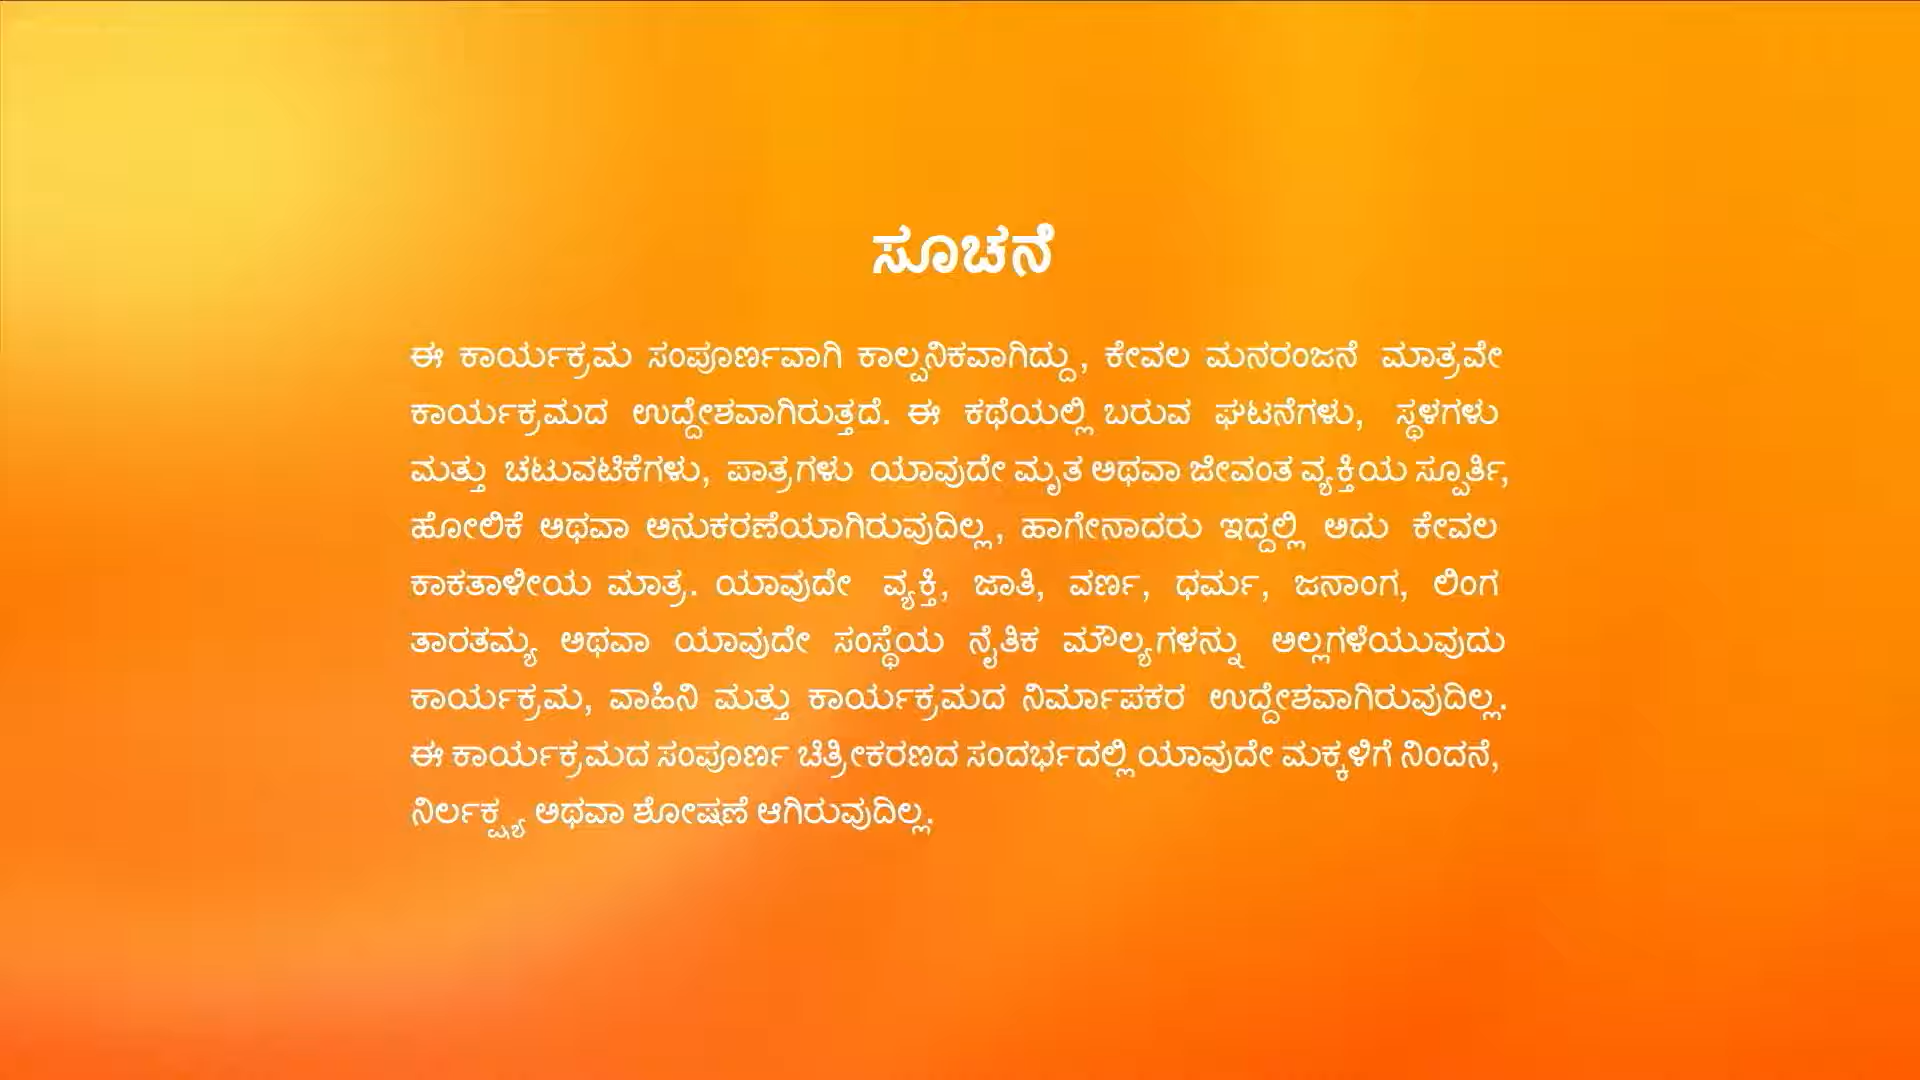 ಸೂಚನೆ
ಈ ಕಾರ್ಯಕ್ರಮ ಸಂಪೂರ್ಣವಾಗಿ ಕಾಲ್ಪನಿಕವಾಗಿದ್ದು, ಕೇವಲ ಮನರಂಜನೆ ಮಾತ್ರವೇ
ಕಾರ್ಯಕ್ರಮದ ಉದ್ದೇಶವಾಗಿರುತ್ತದೆ. ಈ ಕಥೆಯಲ್ಲಿ ಬರುವ ಘಟನೆಗಳು, ಸ್ಥಳಗಳು
ಮತ್ತು ಚಟುವಟಿಕೆಗಳು, ಪಾತ್ರಗಳು ಯಾವುದೇ ಮೃತ ಅಥವಾ ಜೀವಂತ ವ್ಯಕ್ತಿಯ ಸ್ಪೂರ್ತಿ,
ಹೋಲಿಕೆ ಅಥವಾ ಅನುಕರಣೆಯಾಗಿರುವುದಿಲ್ಲ, ಹಾಗೇನಾದರು ಇದ್ದಲ್ಲಿ ಅದು ಕೇವಲ
ಕಾಕತಾಳೀಯ ಮಾತ್ರ. ಯಾವುದೇ ವ್ಯಕ್ತಿ, ಜಾತಿ, ವರ್ಣ, ಧರ್ಮ, ಜನಾಂಗ, ಲಿಂಗ
ತಾರತಮ್ಯ ಅಥವಾ ಯಾವುದೇ ಸಂಸ್ಥೆಯ ನೈತಿಕ ಮೌಲ್ಯಗಳನ್ನು ಅಲ್ಲಗಳೆಯುವುದು
ಕಾರ್ಯಕ್ರಮ, ವಾಹಿನಿ ಮತ್ತು ಕಾರ್ಯಕ್ರಮದ ನಿರ್ಮಾಪಕರ ಉದ್ದೇಶವಾಗಿರುವುದಿಲ್ಲ.
ಈ ಕಾರ್ಯಕ್ರಮದ ಸಂಪೂರ್ಣ ಚಿತ್ರೀಕರಣದ ಸಂದರ್ಭದಲ್ಲಿ ಯಾವುದೇ ಮಕ್ಕಳಿಗೆ ನಿಂದನೆ,
ನಿರ್ಲಕ್ಷ್ಯ ಅಥವಾ ಶೋಷಣೆ ಆಗಿರುವುದಿಲ್ಲ.